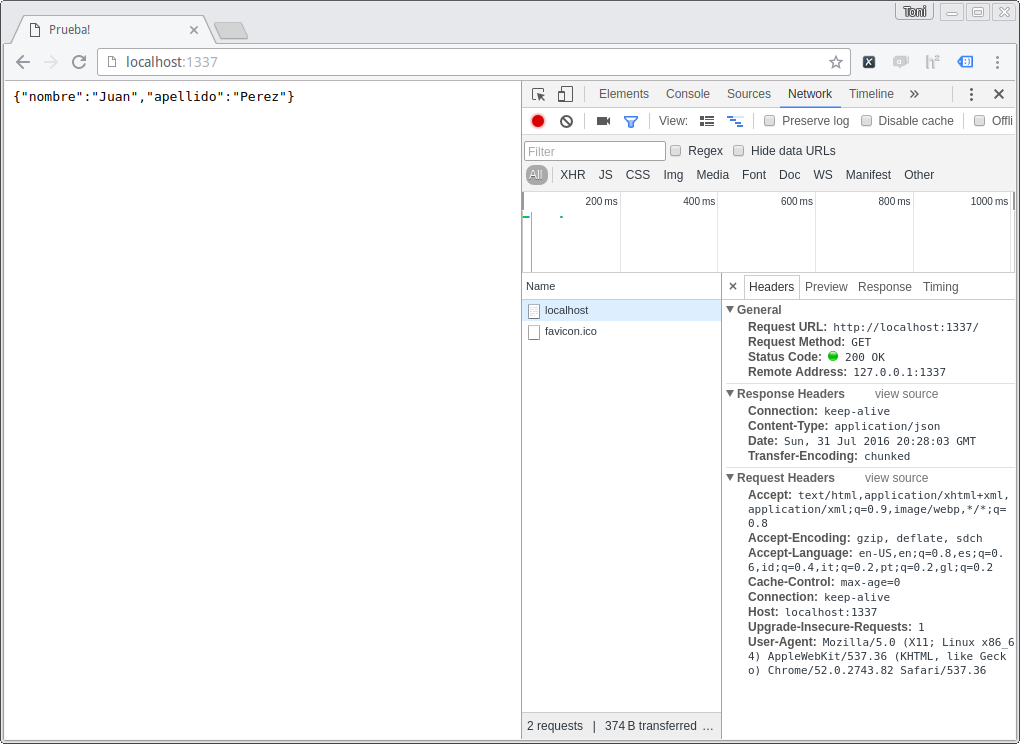 Toni
Prueba!
localhost:1337
{"nombre":"Juan","apellido":"Perez"}
Elements Console Sources Network Timeline »
View: Preserve log Disable cache Offli
Filter Regex Hide data URLs
All XHR JS CSS Img Media Font Doc WS Manifest Other
200 ms 400 ms 600 ms 800 ms 1000 ms
Name
localhost
favicon.ico
2 requests | 374 B transferred ...
× Headers Preview Response Timing
General
Request URL: http://localhost:1337/
Request Method: GET
Status Code: 200 OK
Remote Address: 127.0.0.1:1337
Response Headers view source
Connection: keep-alive
Content-Type: application/json
Date: Sun, 31 Jul 2016 20:28:03 GMT
Transfer-Encoding: chunked
Request Headers view source
Accept: text/html,application/xhtml+xml,
application/xml;q=0.9,image/webp,*/*;q=
0.8
Accept-Encoding: gzip, deflate, sdch
Accept-Language: en-US,en;q=0.8,es;q=0.
6,id;q=0.4,it;q=0.2,pt;q=0.2,gl;q=0.2
Cache-Control: max-age=0
Connection: keep-alive
Host: localhost:1337
Upgrade-Insecure-Requests: 1
User-Agent: Mozilla/5.0 (X11; Linux x86_6
4) AppleWebKit/537.36 (KHTML, like Geck
o) Chrome/52.0.2743.82 Safari/537.36